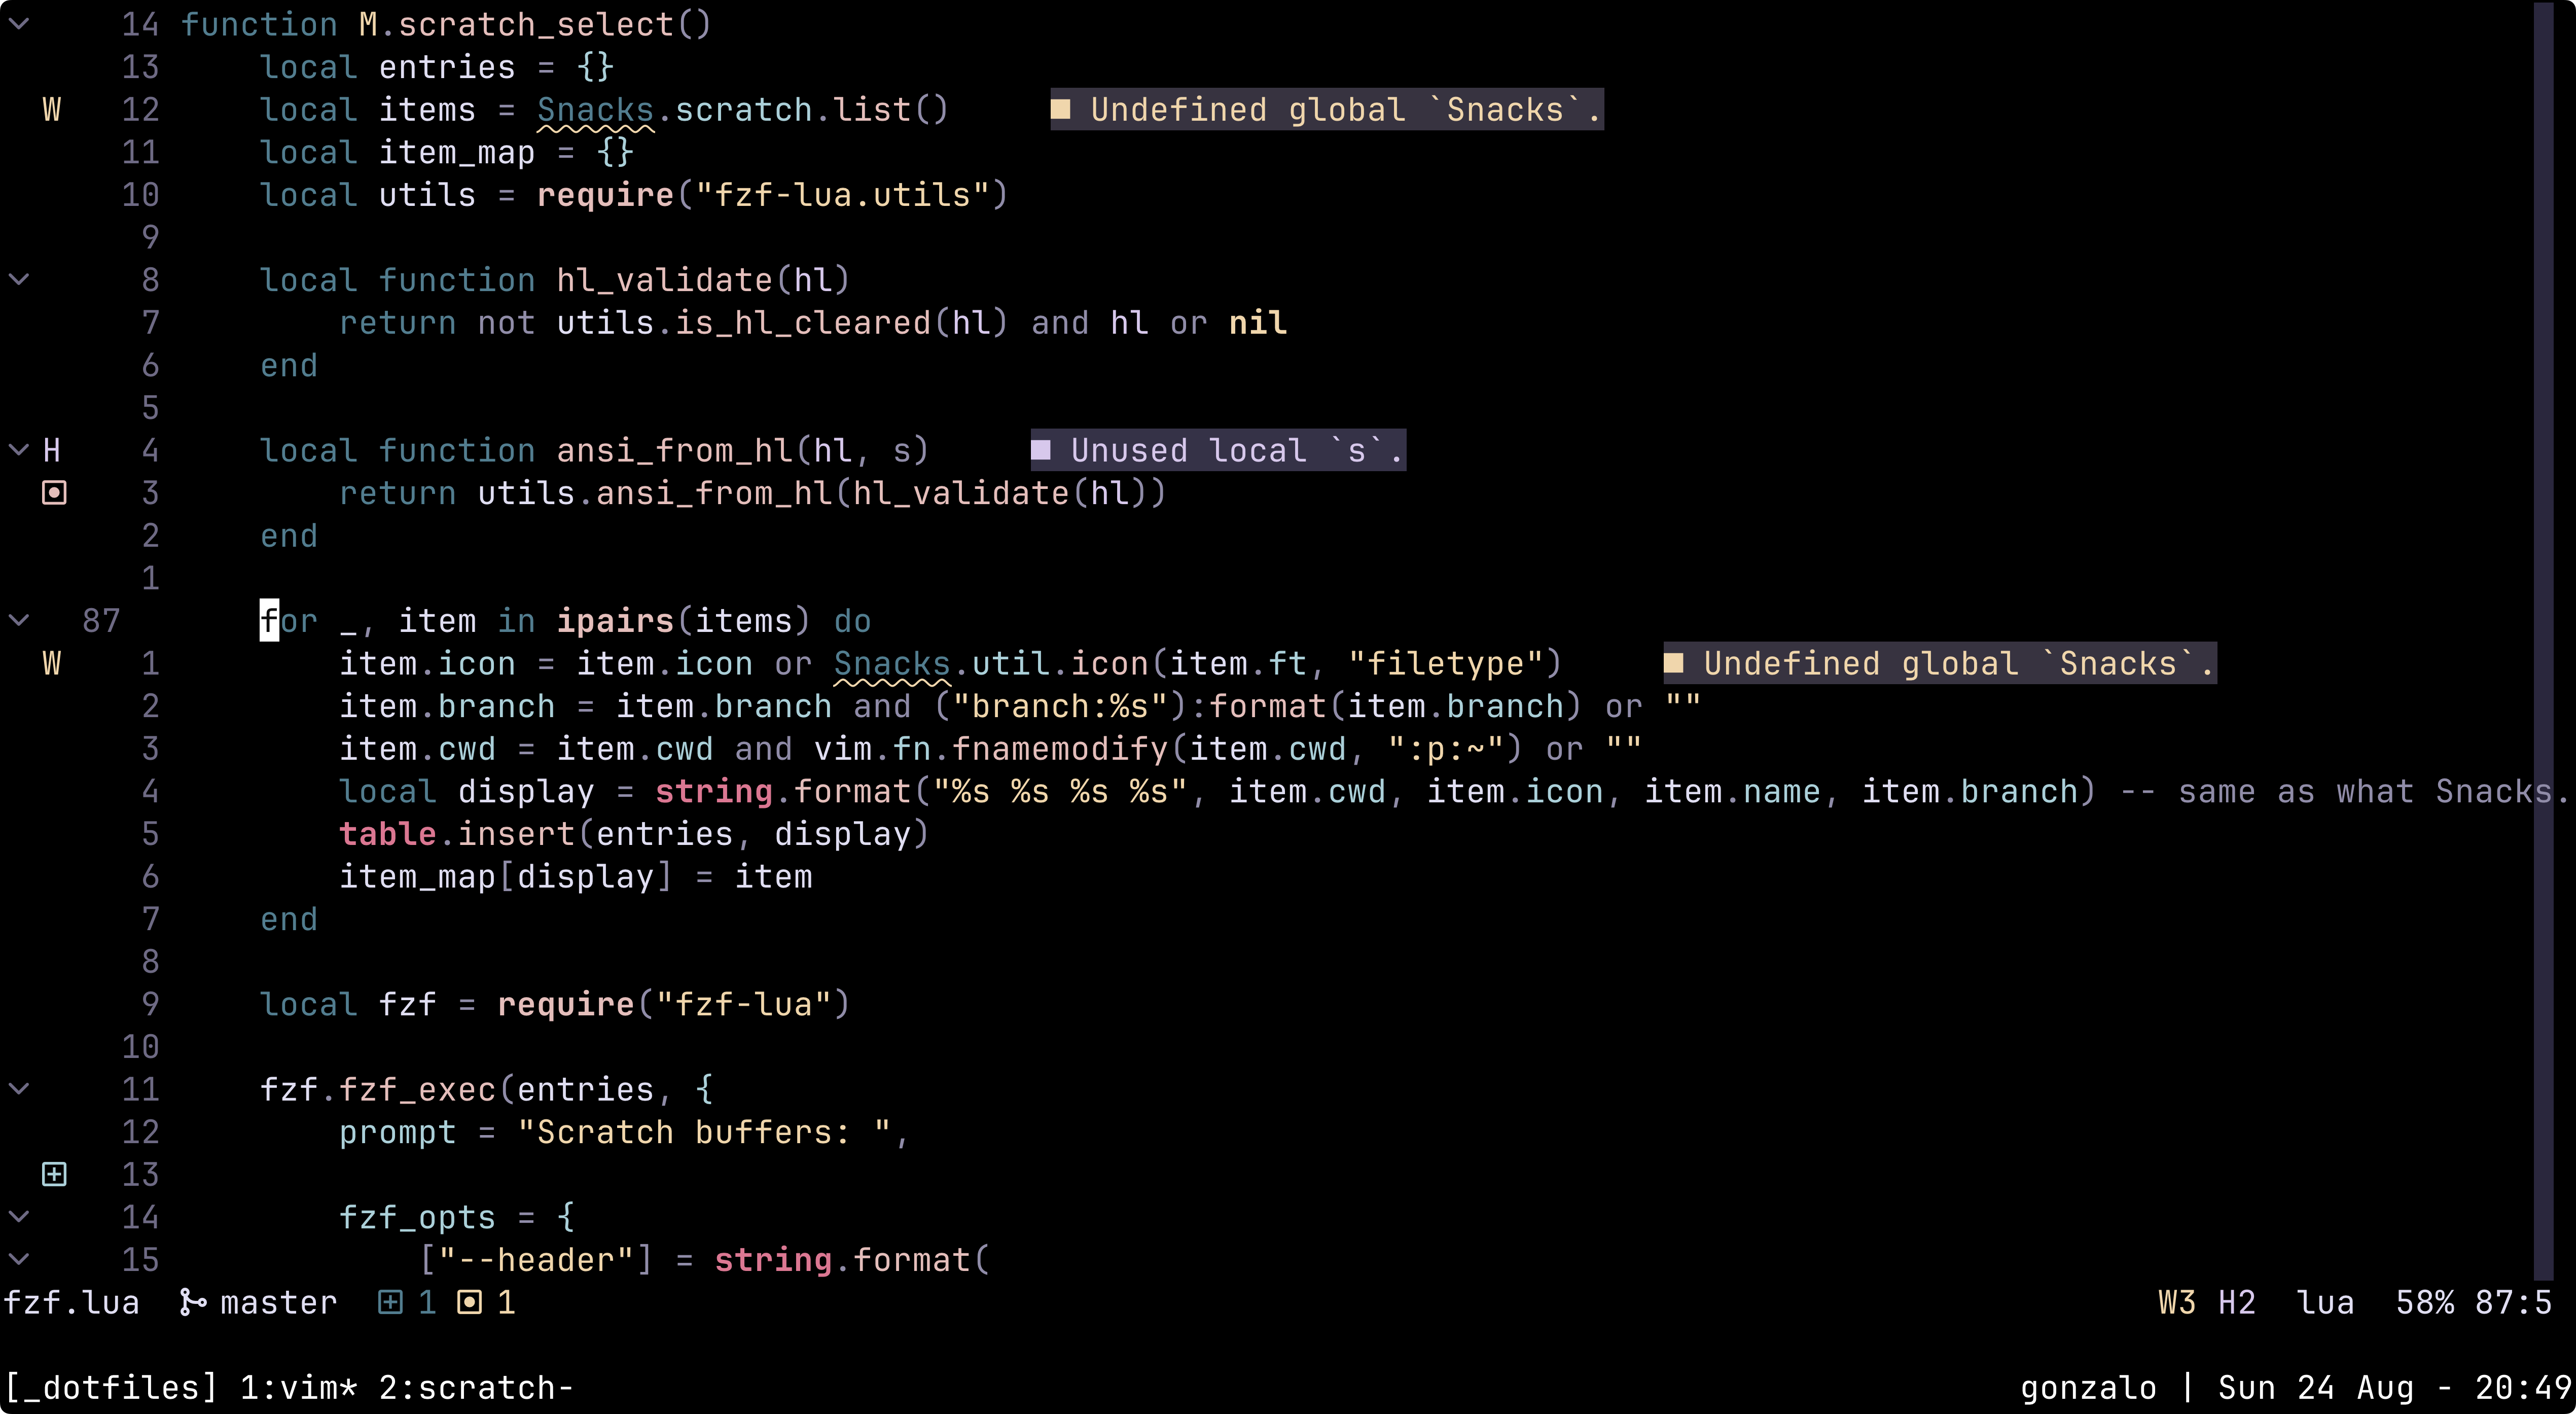 14 function M.scratch_select()
13     local entries = {}
W 12     local items = Snacks.scratch.list()     ■ Undefined global `Snacks`.
11     local item_map = {}
10     local utils = require("fzf-lua.utils")
9
8     local function hl_validate(hl)
7         return not utils.is_hl_cleared(hl) and hl or nil
6     end
5
H 4     local function ansi_from_hl(hl, s)     ■ Unused local `s`.
3         return utils.ansi_from_hl(hl_validate(hl))
2     end
1
87     for _, item in ipairs(items) do
W 1         item.icon = item.icon or Snacks.util.icon(item.ft, "filetype")     ■ Undefined global `Snacks`.
2         item.branch = item.branch and ("branch:%s"):format(item.branch) or ""
3         item.cwd = item.cwd and vim.fn.fnamemodify(item.cwd, ":p:~") or ""
4         local display = string.format("%s %s %s %s", item.cwd, item.icon, item.name, item.branch) -- same as what Snacks.
5         table.insert(entries, display)
6         item_map[display] = item
7     end
8
9     local fzf = require("fzf-lua")
10
11     fzf.fzf_exec(entries, {
12         prompt = "Scratch buffers: ",
13
14         fzf_opts = {
15             ["--header"] = string.format(
fzf.lua  master  1  1  W3 H2  lua  58% 87:5
[_dotfiles] 1:vim* 2:scratch-  gonzalo | Sun 24 Aug - 20:49